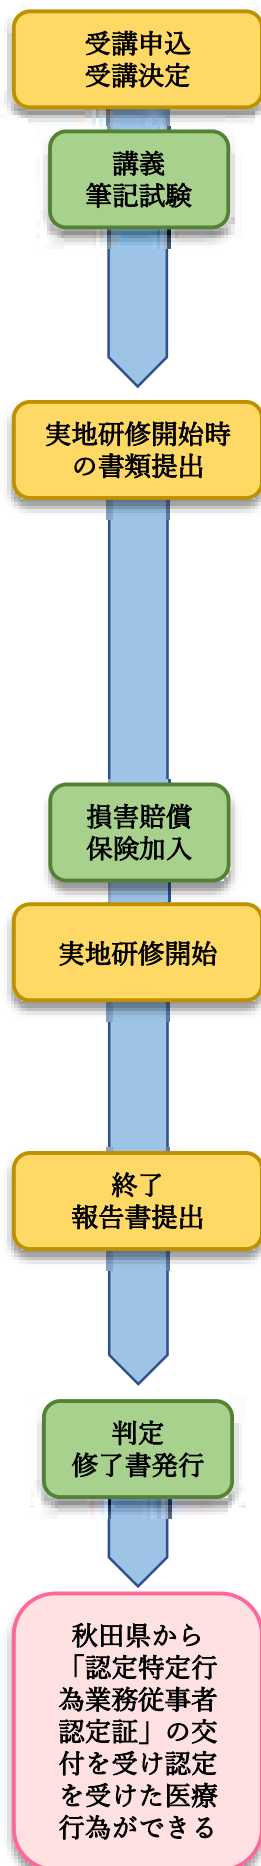 受講申込
受講決定
講義
筆記試験
実地研修開始時
の書類提出
損害賠償
保険加入
実地研修開始
終了
報告書提出
判定
修了書発行
秋田県から
「認定特定行
為業務従事者
認定証」の交
付を受け認定
を受けた医療
行為ができる